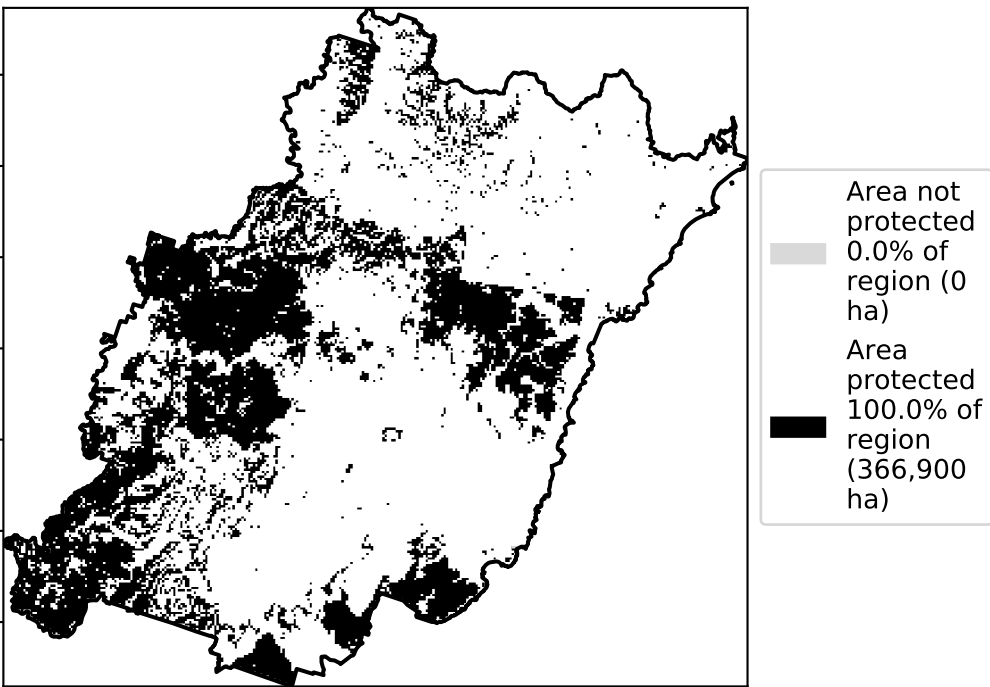 Area not
protected
0.0% of
region (0
ha)
Area
protected
100.0% of
region
(366,900
ha)